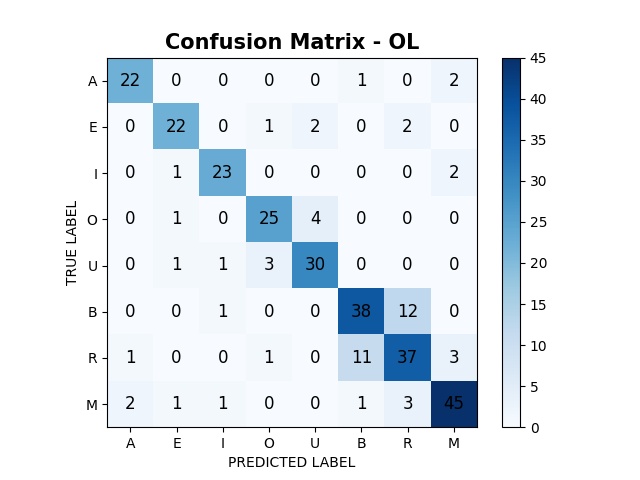 Confusion Matrix - OL
TRUE LABEL
A 22 0 0 0 0 1 0 2
E 0 22 0 1 2 0 2 0
I 0 1 23 0 0 0 0 2
O 0 1 0 25 4 0 0 0
U 0 1 1 3 30 0 0 0
B 0 0 1 0 0 38 12 0
R 1 0 0 1 0 11 37 3
M 2 1 1 0 0 1 3 45
A E I O U B R M
PREDICTED LABEL
45
40
35
30
25
20
15
10
5
0